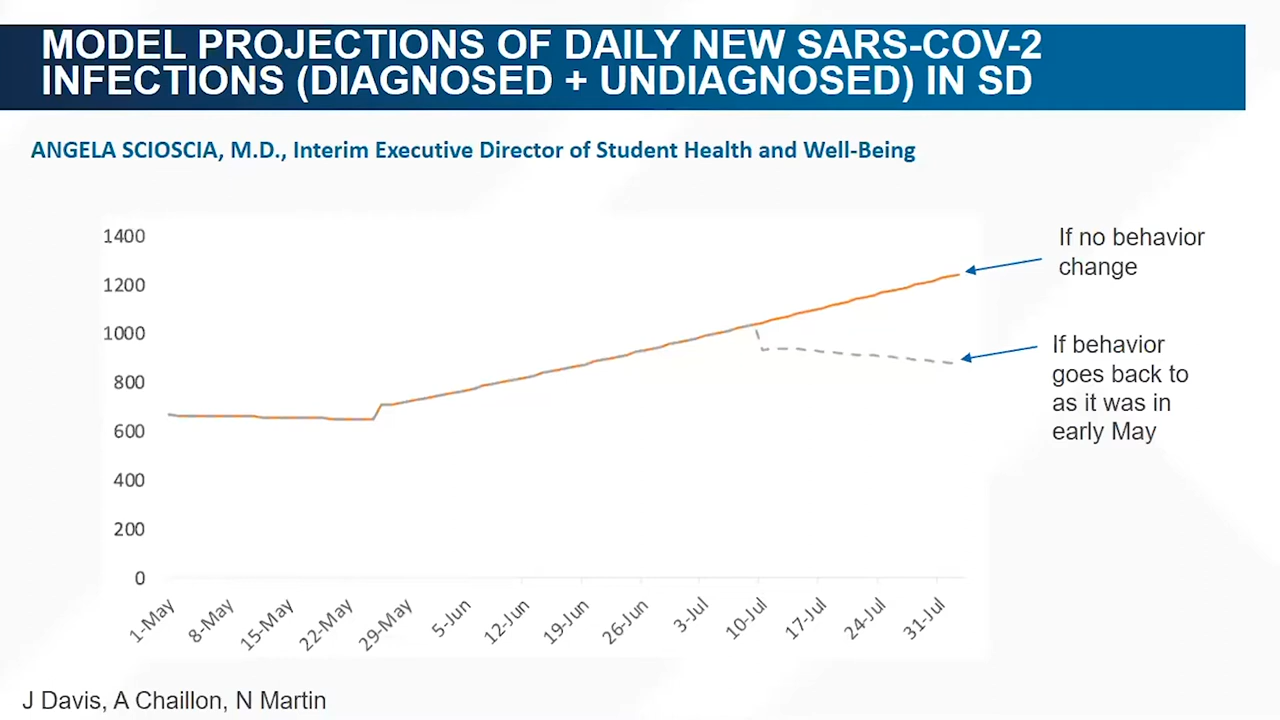 MODEL PROJECTIONS OF DAILY NEW SARS-COV-2
INFECTIONS (DIAGNOSED + UNDIAGNOSED) IN SD
ANGELA SCIOSCIA, M.D., Interim Executive Director of Student Health and Well-Being
1400
1200
1000
800
600
400
200
0
1-May
8-May
15-May
22-May
29-May
5-Jun
12-Jun
19-Jun
26-Jun
3-Jul
10-Jul
17-Jul
24-Jul
31-Jul
If no behavior
change
If behavior
goes back to
as it was in
early May
J Davis, A Chaillon, N Martin